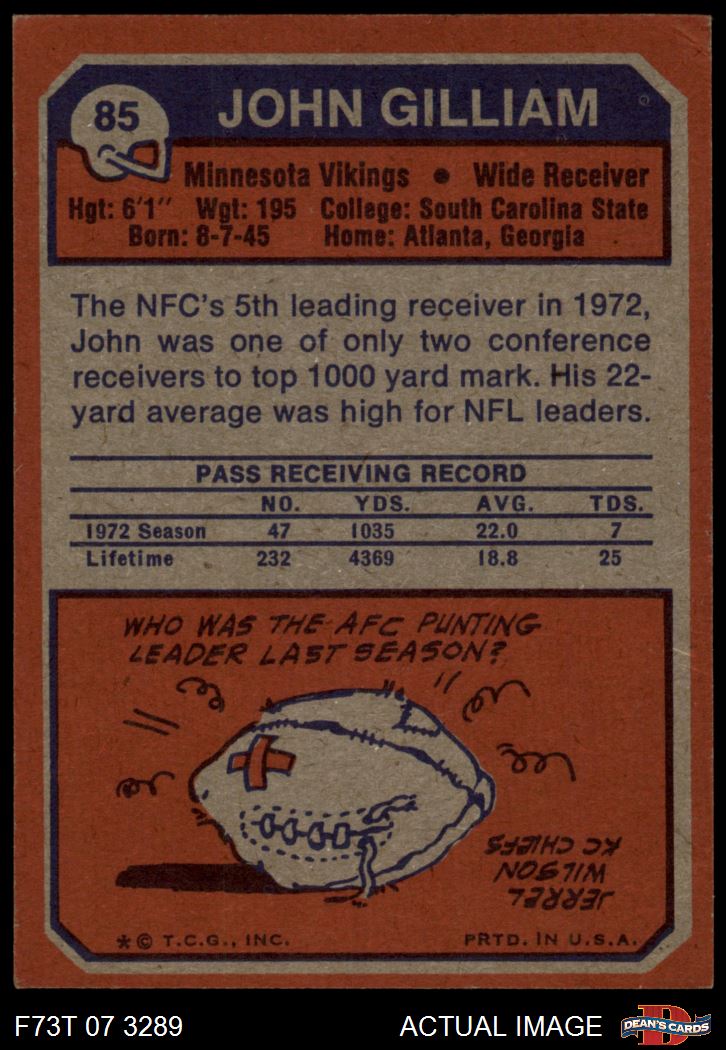 85
JOHN GILLIAM
Minnesota Vikings • Wide Receiver
Hgt: 6'1" Wgt: 195 College: South Carolina State
Born: 8-7-45 Home: Atlanta, Georgia
The NFC's 5th leading receiver in 1972,
John was one of only two conference
receivers to top 1000 yard mark. His 22-
yard average was high for NFL leaders.
PASS RECEIVING RECORD
NO. YDS. AVG. TDS.
1972 Season 47 1035 22.0 7
Lifetime 232 4369 18.8 25
WHO WAS THE AFC PUNTING
LEADER LAST SEASON?
JERREL
WILSON
KC CHIEFS
* © T.C.G., INC. PRTD. IN U.S.A.
F73T 07 3289 ACTUAL IMAGE
D
DEAN'S CARDS